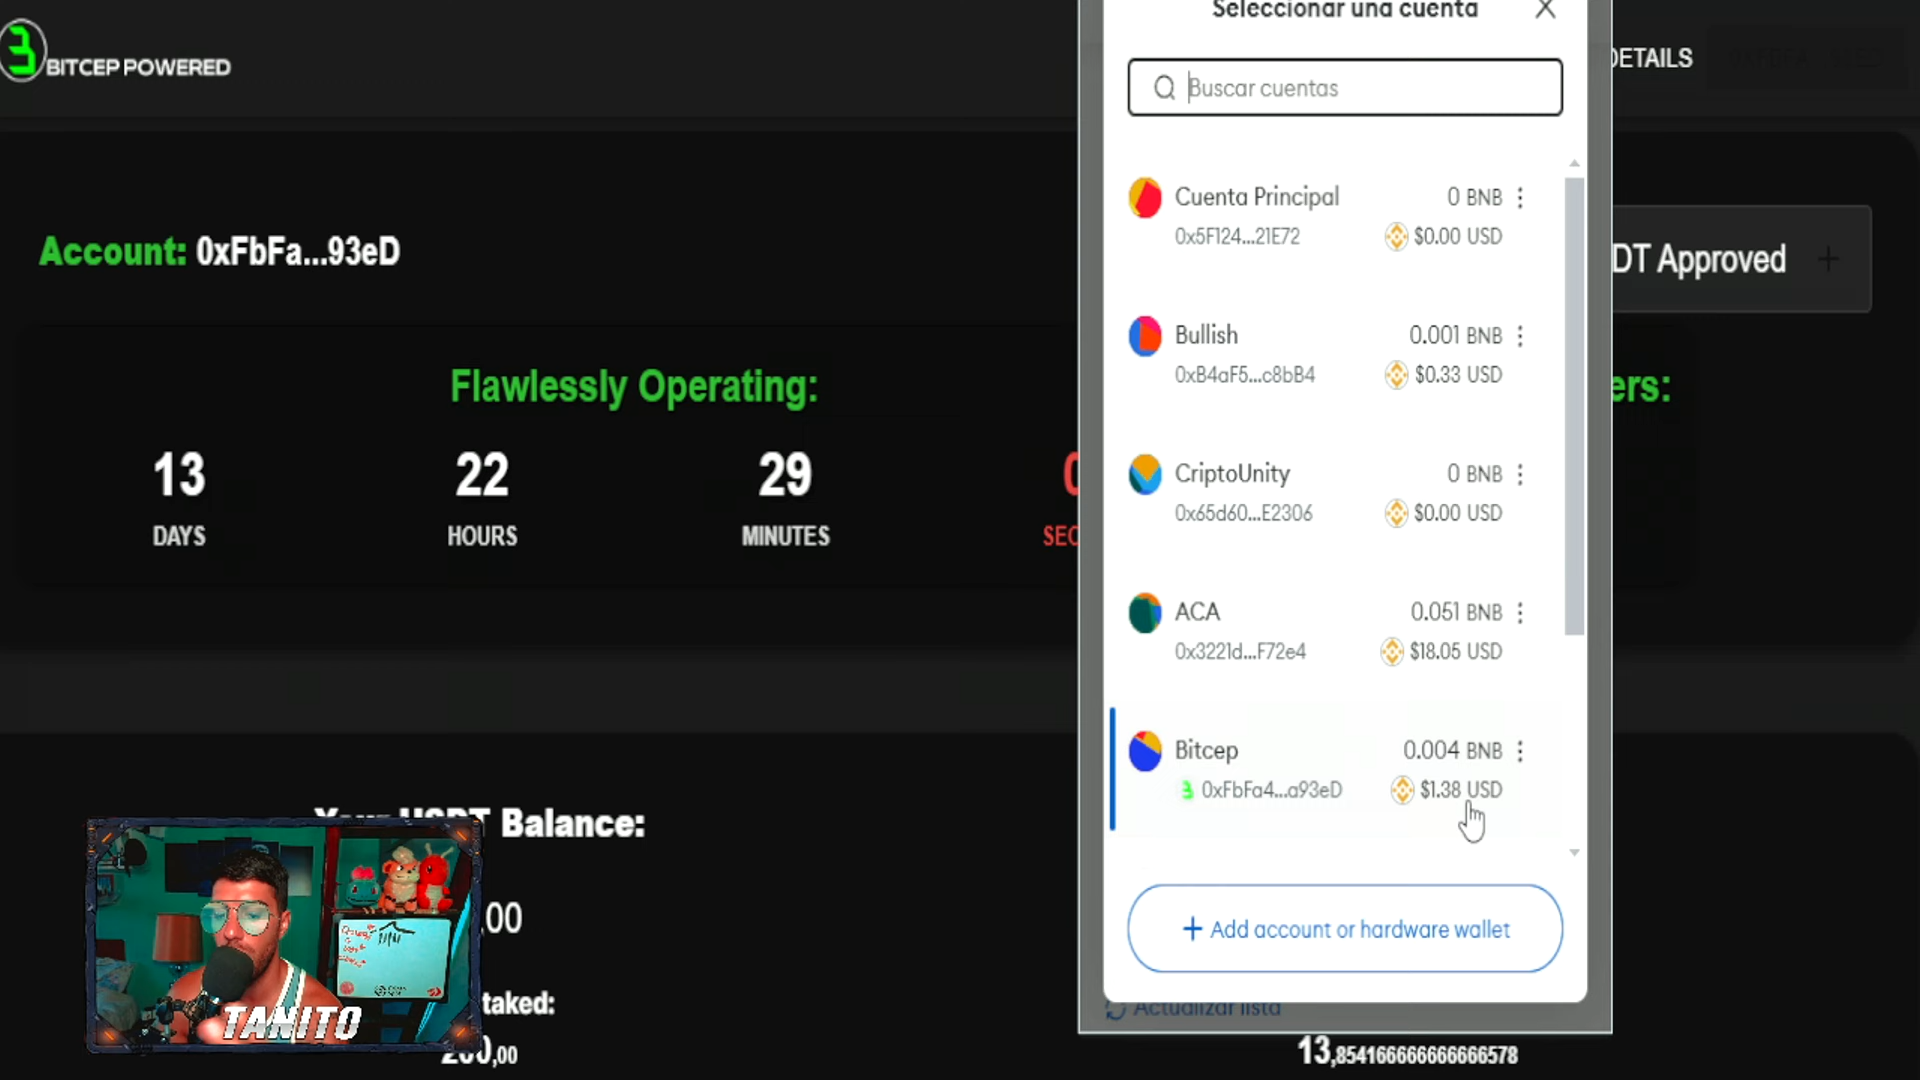 BITCEP POWERED
DETAILS
Account: 0xFbFa...93eD
DT Approved +
Flawlessly Operating:
ers:
13
22
29
DAYS
HOURS
MINUTES
SEC
Balance:
,00
taked:
,00
13,854166666666666578
TANITO
Seleccionar una cuenta
Buscar cuentas
Cuenta Principal
0 BNB
0x5F124...21E72
$0.00 USD
Bullish
0.001 BNB
0xB4aF5...c8bB4
$0.33 USD
CriptoUnity
0 BNB
0x65d60...E2306
$0.00 USD
ACA
0.051 BNB
0x3221d...F72e4
$18.05 USD
Bitcep
0.004 BNB
0xFbFa4...a93eD
$1.38 USD
+ Add account or hardware wallet
Actualizar lista